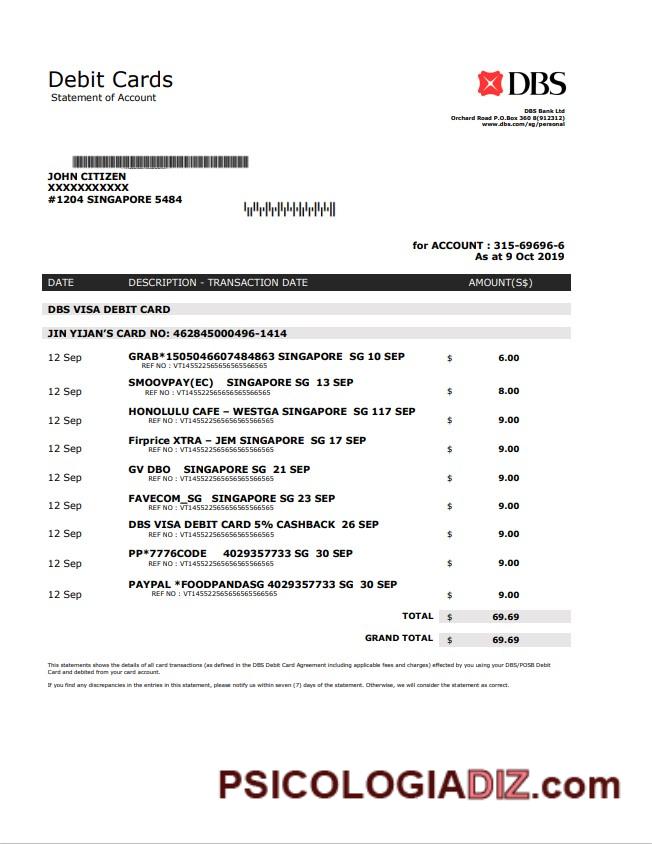 Debit Cards
Statement of Account
DBS
DBS Bank Ltd
Orchard Road P.O.Box 360 8(912312)
www.dbs.com/sg/personal
JOHN CITIZEN
XXXXXXXXXXX
#1204 SINGAPORE 5484
for ACCOUNT : 315-69696-6
As at 9 Oct 2019
DATE DESCRIPTION - TRANSACTION DATE AMOUNT(S$)
DBS VISA DEBIT CARD
JIN YIJAN’S CARD NO: 462845000496-1414
12 Sep GRAB*1505046607484863 SINGAPORE SG 10 SEP $ 6.00
REF NO : VT145522565656565566565
12 Sep SMOOVPAY(EC) SINGAPORE SG 13 SEP $ 8.00
REF NO : VT145522565656565566565
12 Sep HONOLULU CAFE – WESTGA SINGAPORE SG 117 SEP $ 9.00
REF NO : VT145522565656565566565
12 Sep Firprice XTRA – JEM SINGAPORE SG 17 SEP $ 9.00
REF NO : VT145522565656565566565
12 Sep GV DBO SINGAPORE SG 21 SEP $ 9.00
REF NO : VT145522565656565566565
12 Sep FAVECOM_SG SINGAPORE SG 23 SEP $ 9.00
REF NO : VT145522565656565566565
12 Sep DBS VISA DEBIT CARD 5% CASHBACK 26 SEP $ 9.00
REF NO : VT145522565656565566565
12 Sep PP*7776CODE 4029357733 SG 30 SEP $ 9.00
REF NO : VT145522565656565566565
12 Sep PAYPAL *FOODPANDASG 4029357733 SG 30 SEP $ 9.00
REF NO : VT145522565656565566565
TOTAL $ 69.69
GRAND TOTAL $ 69.69
This statements shows the details of all card transactions (as defined in the DBS Debit Card Agreement including applicable fees and charges) effected by you using your DBS/POSB Debit
Card and debited from your card account.
If you find any discrepancies in the entries in this statement, please notify us within seven (7) days of the statement. Otherwise, we will consider the statement as correct.
PSICOLOGIADIZ.com